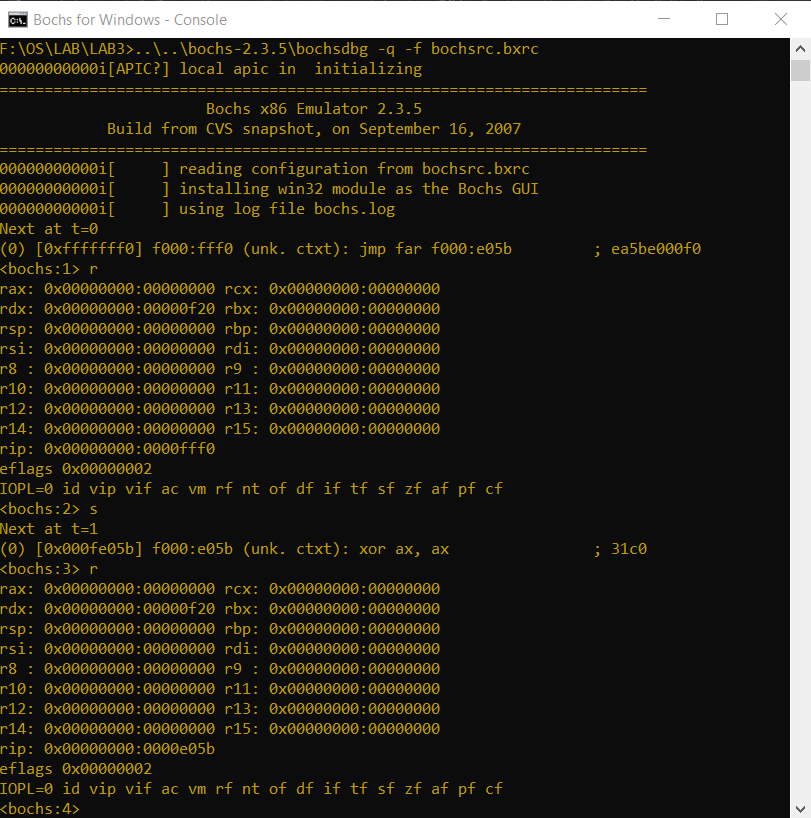 Bochs for Windows - Console
F:\OS\LAB\LAB3>..\..\bochs-2.3.5\bochsdbg -q -f bochsrc.bxrc
00000000000i[APIC?] local apic in  initializing
========================================================================
                       Bochs x86 Emulator 2.3.5
            Build from CVS snapshot, on September 16, 2007
========================================================================
00000000000i[     ] reading configuration from bochsrc.bxrc
00000000000i[     ] installing win32 module as the Bochs GUI
00000000000i[     ] using log file bochs.log
Next at t=0
(0) [0xfffffff0] f000:fff0 (unk. ctxt): jmp far f000:e05b         ; ea5be000f0
<bochs:1> r
rax: 0x00000000:00000000 rcx: 0x00000000:00000000
rdx: 0x00000000:00000f20 rbx: 0x00000000:00000000
rsp: 0x00000000:00000000 rbp: 0x00000000:00000000
rsi: 0x00000000:00000000 rdi: 0x00000000:00000000
r8 : 0x00000000:00000000 r9 : 0x00000000:00000000
r10: 0x00000000:00000000 r11: 0x00000000:00000000
r12: 0x00000000:00000000 r13: 0x00000000:00000000
r14: 0x00000000:00000000 r15: 0x00000000:00000000
rip: 0x00000000:0000fff0
eflags 0x00000002
IOPL=0 id vip vif ac vm rf nt of df if tf sf zf af pf cf
<bochs:2> s
Next at t=1
(0) [0x000fe05b] f000:e05b (unk. ctxt): xor ax, ax                ; 31c0
<bochs:3> r
rax: 0x00000000:00000000 rcx: 0x00000000:00000000
rdx: 0x00000000:00000f20 rbx: 0x00000000:00000000
rsp: 0x00000000:00000000 rbp: 0x00000000:00000000
rsi: 0x00000000:00000000 rdi: 0x00000000:00000000
r8 : 0x00000000:00000000 r9 : 0x00000000:00000000
r10: 0x00000000:00000000 r11: 0x00000000:00000000
r12: 0x00000000:00000000 r13: 0x00000000:00000000
r14: 0x00000000:00000000 r15: 0x00000000:00000000
rip: 0x00000000:0000e05b
eflags 0x00000002
IOPL=0 id vip vif ac vm rf nt of df if tf sf zf af pf cf
<bochs:4>